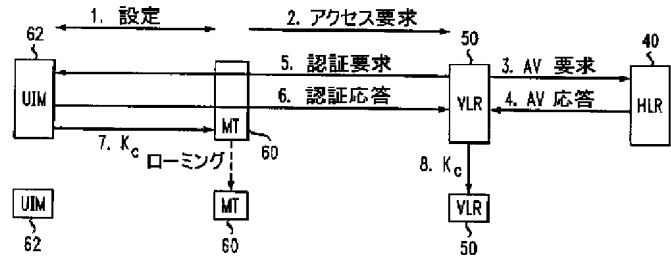 1. 設定
2. アクセス要求
62
50
40
5. 認証要求
3. AV 要求
UIM
6. 認証応答
VLR
4. AV 応答
HLR
MT
60
7. Kc
ローミング
8. Kc
UIM
MT
VLR
62
60
50